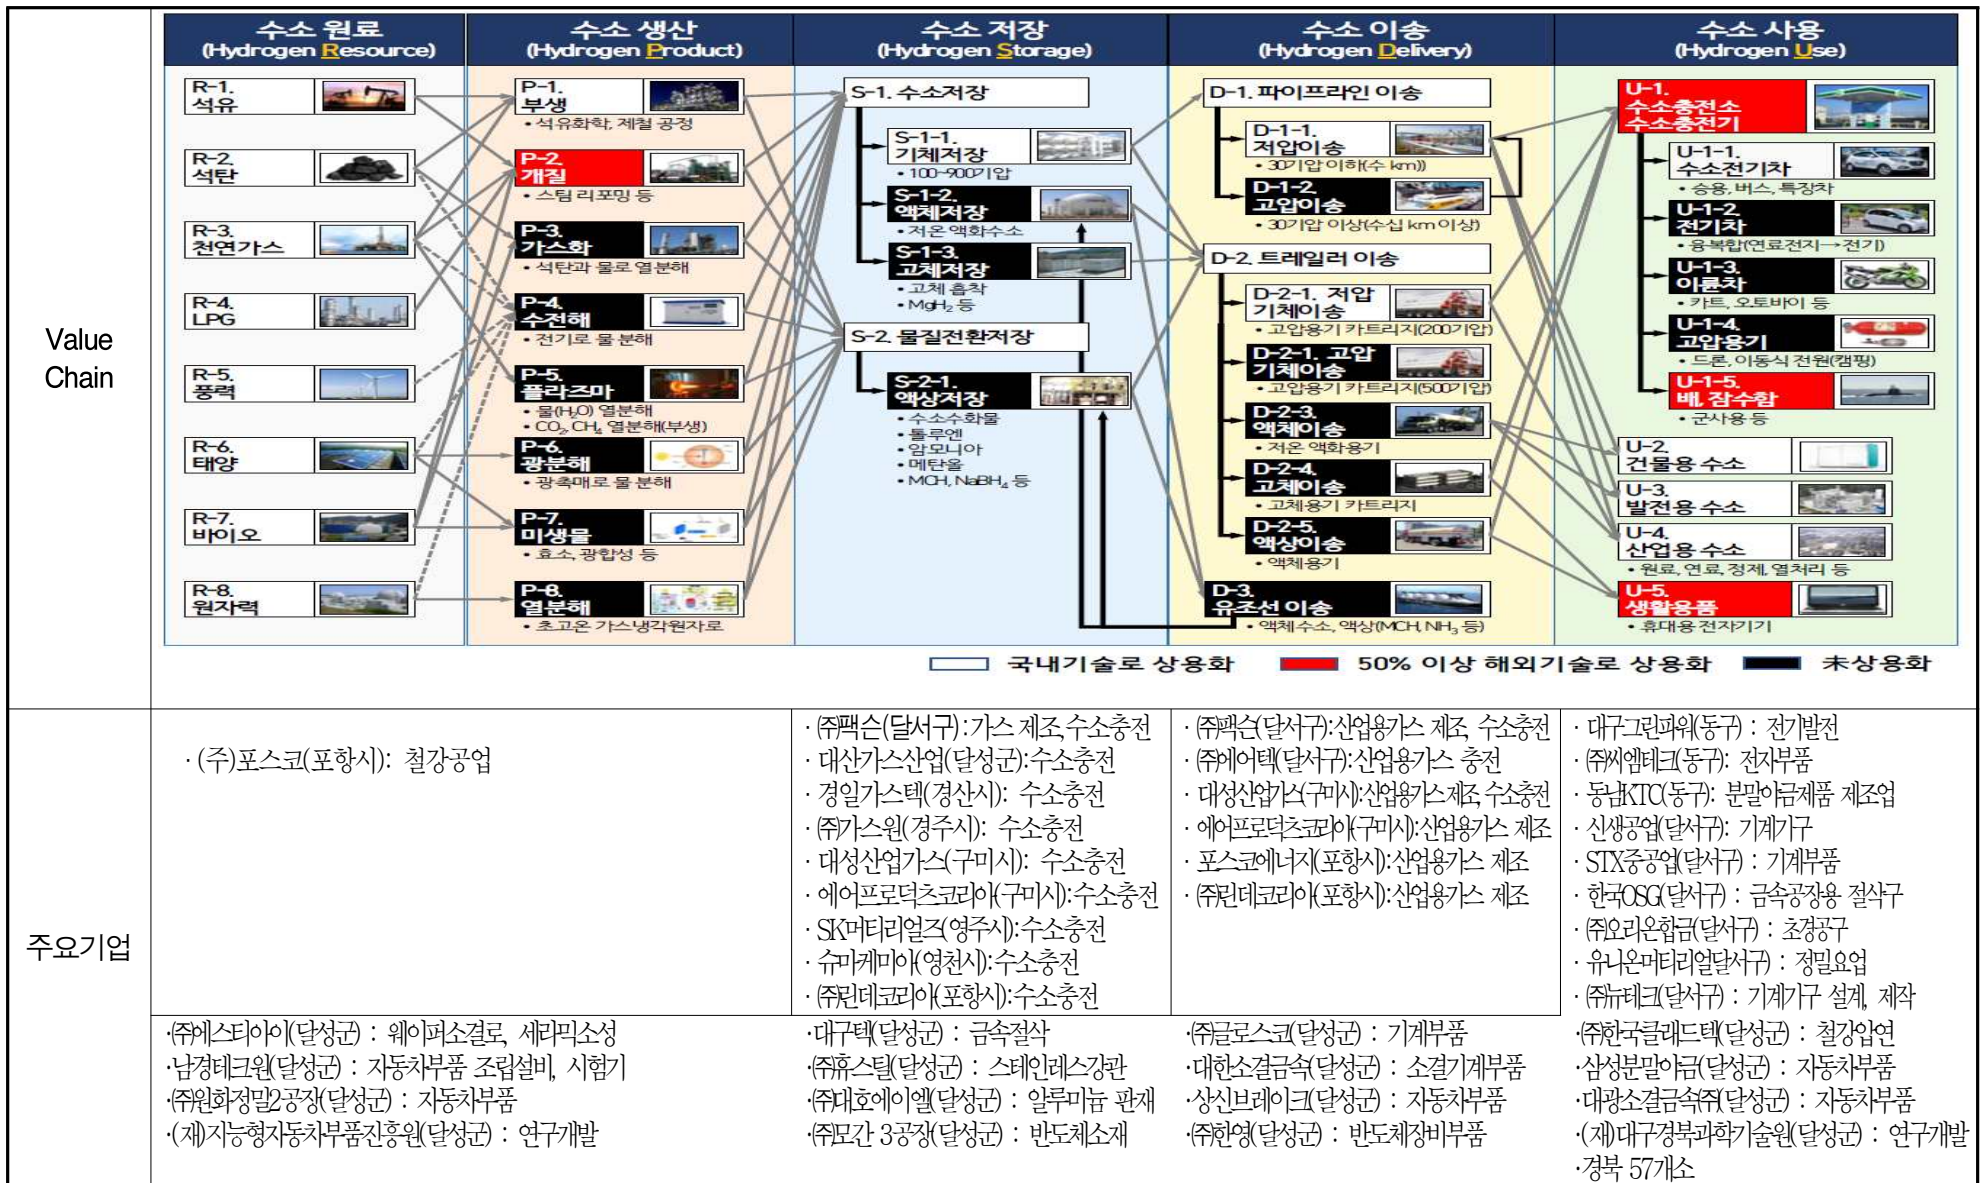 Value
Chain
수소 원료
(Hydrogen Resource)
R-1.
석유
R-2.
석탄
R-3.
천연가스
R-4.
LPG
R-5.
풍력
R-6.
태양
R-7.
바이오
R-8.
원자력
수소 생산
(Hydrogen Product)
P-1.
부생
• 석유화학, 제철 공정
P-2.
개질
• 스팀 리포밍 등
P-3.
가스화
• 석탄과 물로 열분해
P-4.
수전해
• 전기로 물 분해
P-5.
플라즈마
• 물(H₂O) 열분해
• CO₂, CH₄ 열분해(부생)
P-6.
광분해
• 광촉매로 물 분해
P-7.
미생물
• 효소, 광합성 등
P-8.
열분해
• 초고온 가스냉각원자로
수소 저장
(Hydrogen Storage)
S-1. 수소저장
S-1-1.
기체저장
• 100~900기압
S-1-2.
액체저장
• 저온 액화수소
S-1-3.
고체저장
• 고체 흡착
• MgH₂ 등
S-2. 물질전환저장
S-2-1.
액상저장
• 수소수화물
• 톨루엔
• 암모니아
• 메탄올
• MCH, NaBH₄ 등
수소 이송
(Hydrogen Delivery)
D-1. 파이프라인 이송
D-1-1.
저압이송
• 30기압 이하(수 km))
D-1-2.
고압이송
• 30기압 이상(수십 km 이상)
D-2. 트레일러 이송
D-2-1. 저압
기체이송
• 고압용기 카트리지(200기압)
D-2-1. 고압
기체이송
• 고압용기 카트리지(500기압)
D-2-3.
액체이송
• 저온 액화용기
D-2-4.
고체이송
• 고체용기 카트리지
D-2-5.
액상이송
• 액체용기
D-3.
유조선 이송
• 액체수소, 액상(MCH, NH₃ 등)
수소 사용
(Hydrogen Use)
U-1.
수소충전소
수소충전기
U-1-1.
수소전기차
• 승용, 버스, 특장차
U-1-2.
전기차
• 융복합(연료전지→전기)
U-1-3.
이륜차
• 카트, 오토바이 등
U-1-4.
고압용기
• 드론, 이동식 전원(캠핑)
U-1-5.
배, 잠수함
• 군사용 등
U-2.
건물용 수소
U-3.
발전용 수소
U-4.
산업용 수소
• 원료, 연료, 정제, 열처리 등
U-5.
생활용품
• 휴대용 전자기기
국내기술로 상용화 50% 이상 해외기술로 상용화 未상용화
주요기업
· (주)포스코(포항시): 철강공업
· ㈜팩슨(달서구):가스 제조,수소충전
· 대산가스산업(달성군):수소충전
· 경일가스텍(경산시): 수소충전
· ㈜가스원(경주시): 수소충전
· 대성산업가스(구미시): 수소충전
· 에어프로덕츠코리아(구미시):수소충전
· SK머티리얼즈(영주시):수소충전
· 슈마케미아(영천시):수소충전
· ㈜린데코리아(포항시):수소충전
· ㈜팩슨(달서구):산업용가스 제조, 수소충전
· ㈜에어텍(달서구):산업용가스 충전
· 대성산업가스(구미시):산업용가스제조, 수소충전
· 에어프로덕츠코리아(구미시):산업용가스 제조
· 포스코에너지(포항시):산업용가스 제조
· ㈜린데코리아(포항시):산업용가스 제조
· 대구그린파워(동구) : 전기발전
· ㈜씨엠테크(동구): 전자부품
· 동남KTC(동구): 분말야금제품 제조업
· 신생공업(달서구): 기계기구
· STX중공업(달서구) : 기계부품
· 한국OSG(달서구) : 금속공장용 절삭구
· ㈜오리온합금(달서구) : 초경공구
· 유니온머티리얼달서구) : 정밀요업
· ㈜뉴테크(달서구) : 기계기구 설계, 제작
·㈜에스티아이(달성군) : 웨이퍼소결로, 세라믹소성
·남경테크원(달성군) : 자동차부품 조립설비, 시험기
·㈜원화정밀2공장(달성군) : 자동차부품
·(재)지능형자동차부품진흥원(달성군) : 연구개발
·대구텍(달성군) : 금속절삭
·㈜휴스틸(달성군) : 스테인레스강관
·㈜대호에이엘(달성군) : 알루미늄 판재
·㈜모간 3공장(달성군) : 반도체소재
·㈜글로스코(달성군) : 기계부품
·대한소결금속(달성군) : 소결기계부품
·상신브레이크(달성군) : 자동차부품
·㈜한영(달성군) : 반도체장비부품
·㈜한국클래드텍(달성군) : 철강압연
·삼성분말야금(달성군) : 자동차부품
·대광소결금속㈜(달성군) : 자동차부품
·(재)대구경북과학기술원(달성군) : 연구개발
·경북 57개소